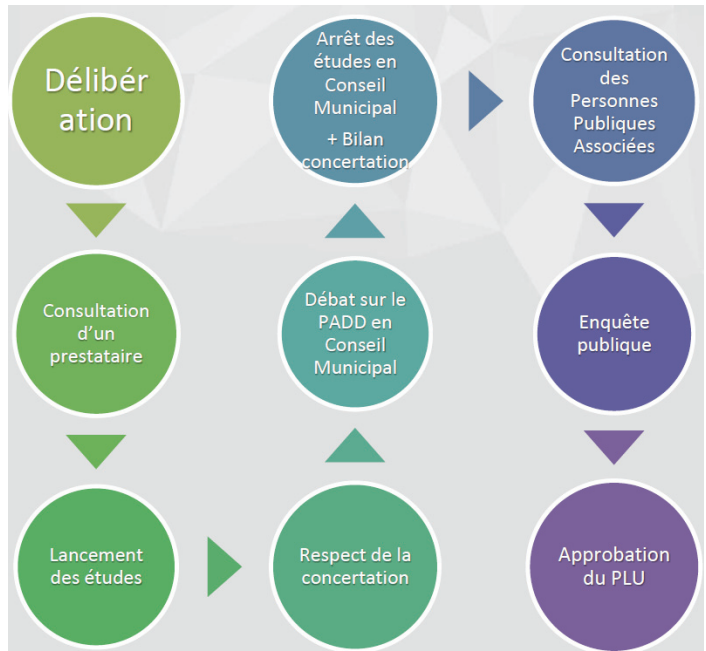 Délibér
ation
Consultation
d’un
prestataire
Lancement
des études
Respect de la
concertation
Débat sur le
PADD en
Conseil
Municipal
Arrêt des
études en
Conseil
Municipal
+ Bilan
concertation
Consultation
des
Personnes
Publiques
Associées
Enquête
publique
Approbation
du PLU